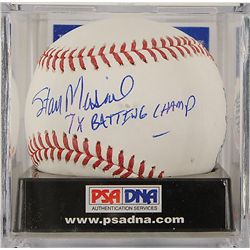 Stan Musial
7X BATTING CHAMP
PSA DNA
AUTHENTICATION SERVICES
www.psadna.com